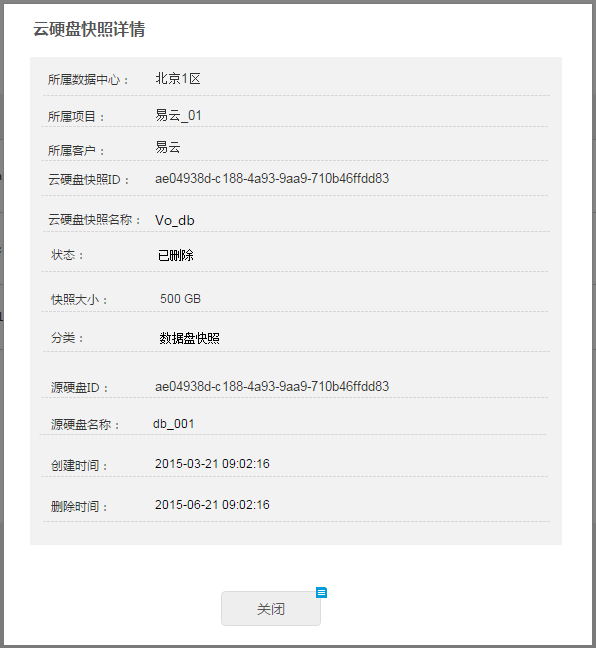 云硬盘快照详情
所属数据中心： 北京1区
所属项目： 易云_01
所属客户： 易云
云硬盘快照ID： ae04938d-c188-4a93-9aa9-710b46ffdd83
云硬盘快照名称： Vo_db
状态： 已删除
快照大小： 500 GB
分类： 数据盘快照
源硬盘ID： ae04938d-c188-4a93-9aa9-710b46ffdd83
源硬盘名称： db_001
创建时间： 2015-03-21 09:02:16
删除时间： 2015-06-21 09:02:16
关闭